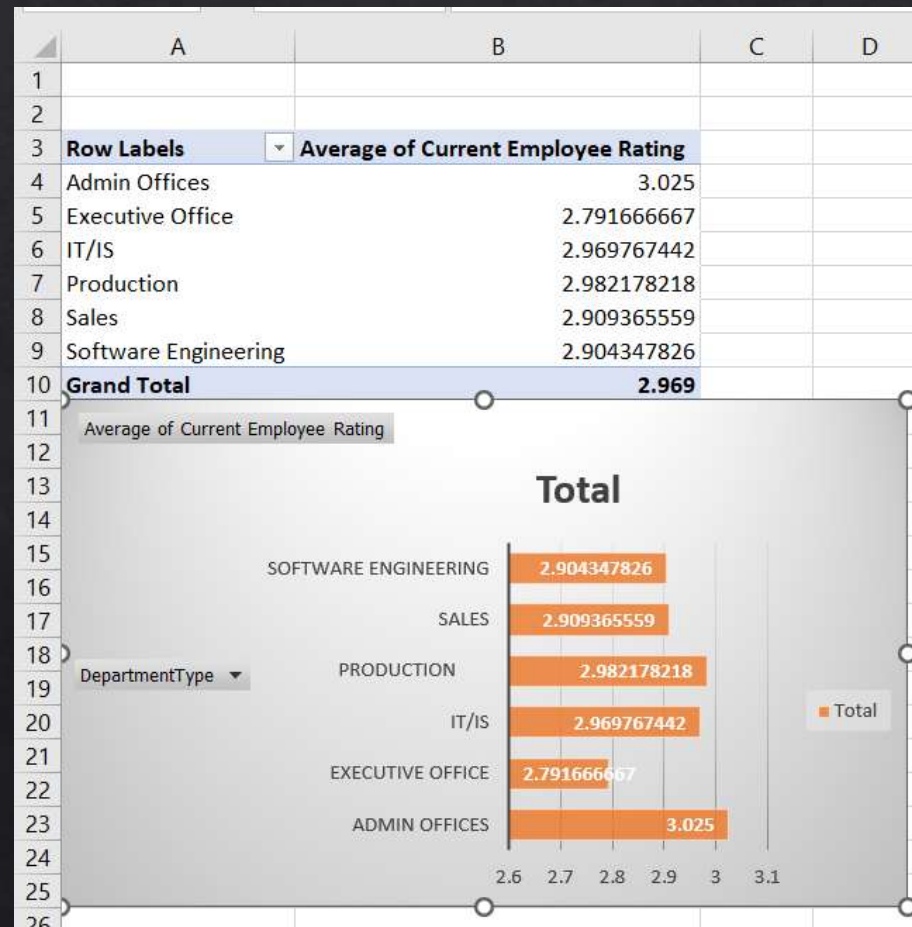 A B C D
1
2
3 Row Labels Average of Current Employee Rating
4 Admin Offices 3.025
5 Executive Office 2.791666667
6 IT/IS 2.969767442
7 Production 2.982178218
8 Sales 2.909365559
9 Software Engineering 2.904347826
10 Grand Total 2.969
11
12
13
14
15
16
17
18
19
20
21
22
23
24
25
26
Average of Current Employee Rating
Total
SOFTWARE ENGINEERING 2.904347826
SALES 2.909365559
DepartmentType
PRODUCTION 2.982178218
IT/IS 2.969767442
Total
EXECUTIVE OFFICE 2.791666667
ADMIN OFFICES 3.025
2.6 2.7 2.8 2.9 3 3.1